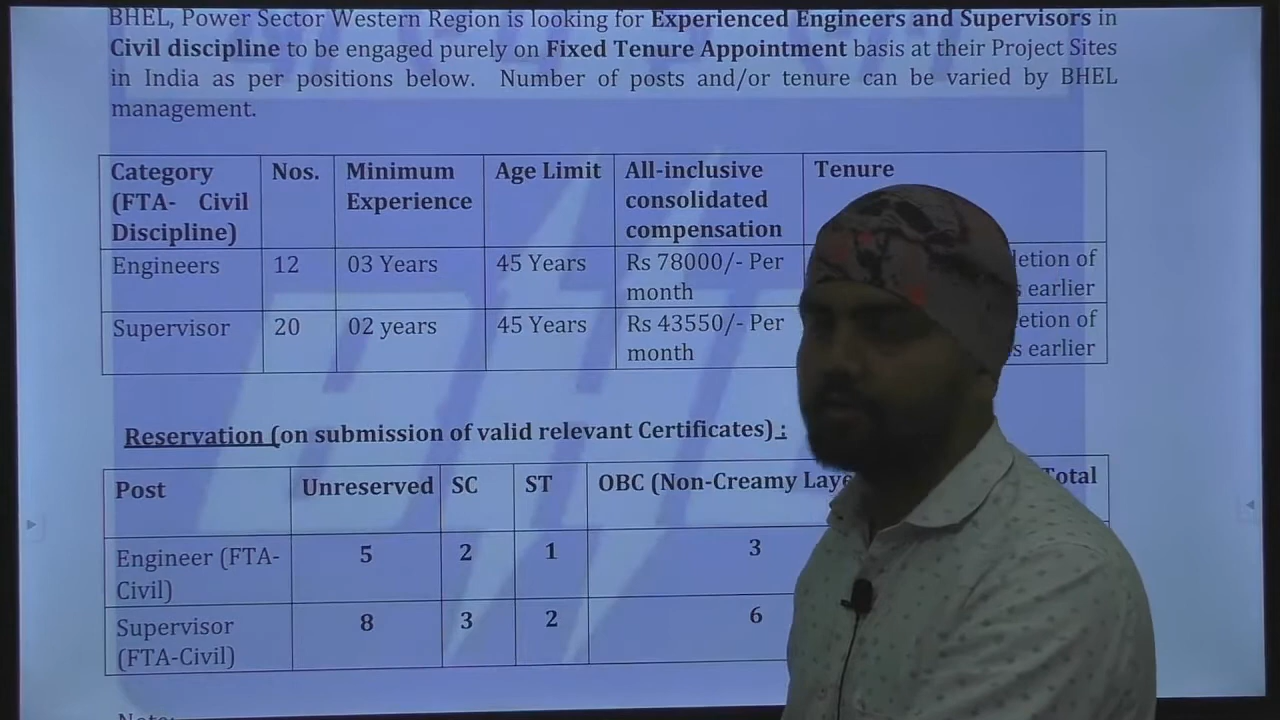 BHEL, Power Sector Western Region is looking for Experienced Engineers and Supervisors in
Civil discipline to be engaged purely on Fixed Tenure Appointment basis at their Project Sites
in India as per positions below. Number of posts and/or tenure can be varied by BHEL
management.
Category (FTA- Civil Discipline) Nos. Minimum Experience Age Limit All-inclusive consolidated compensation Tenure
Engineers 12 03 Years 45 Years Rs 78000/- Per month letion of earlier
Supervisor 20 02 years 45 Years Rs 43550/- Per month etion of s earlier
Reservation (on submission of valid relevant Certificates) :
Post Unreserved SC ST OBC (Non-Creamy Laye otal
Engineer (FTA-Civil) 5 2 1 3
Supervisor (FTA-Civil) 8 3 2 6